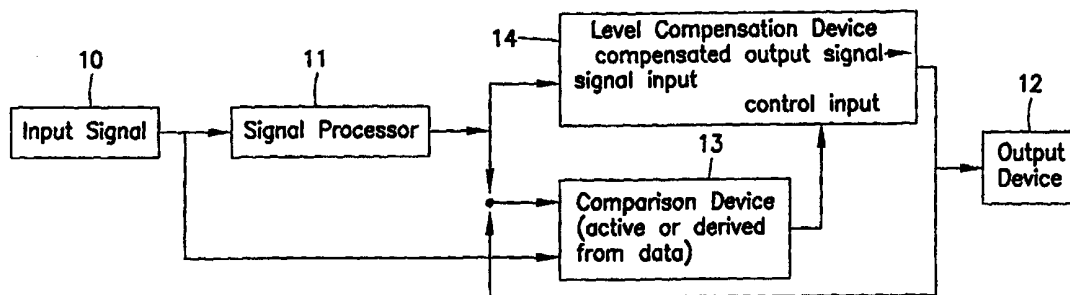 10
Input Signal
11
Signal Processor
14
Level Compensation Device
compensated output signal
signal input
control input
13
Comparison Device
(active or derived
from data)
12
Output
Device